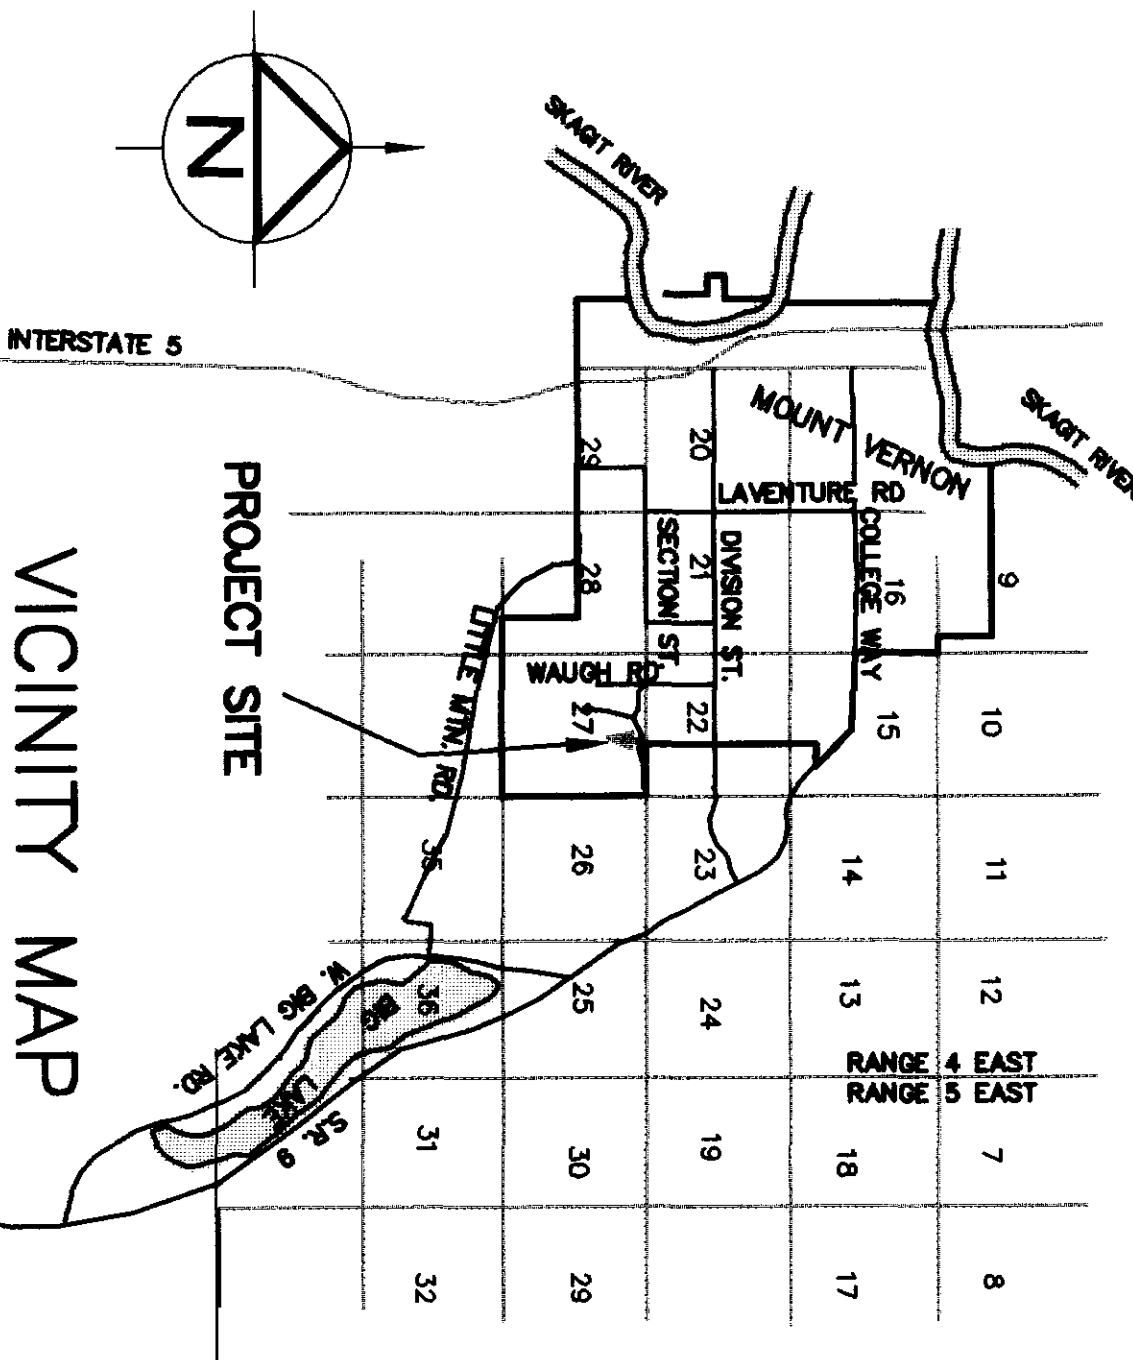 N
SKAGIT RIVER
SKAGIT RIVER
INTERSTATE 5
MOUNT VERNON
LAVENTURE RD
COLLEGE WAY
DIVISION ST.
SECTION ST.
WAUGH RD
LITTLE MTN. RD.
PROJECT SITE
29
20
28
21
16
9
27
22
15
10
35
26
23
14
11
36
25
24
13
12
BIG
LAKE
W. BIG LAKE RD.
S.R. 9
RANGE 4 EAST
RANGE 5 EAST
31
30
19
18
7
32
29
17
8
VICINITY MAP